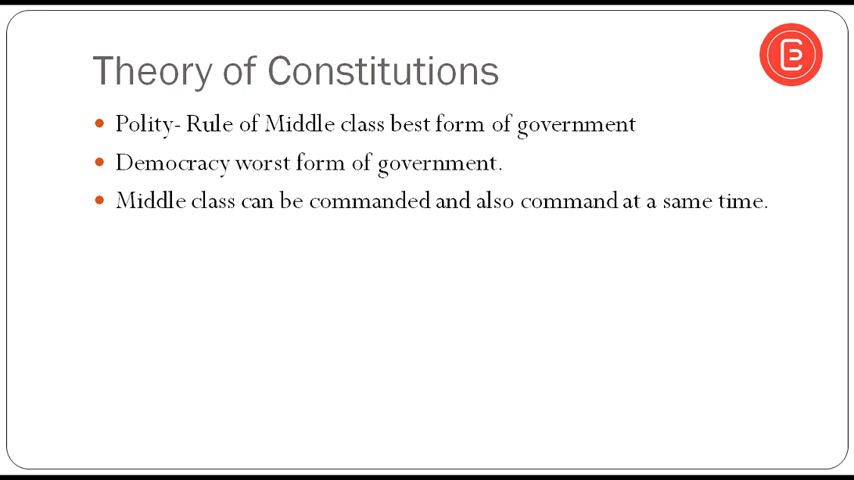 Theory of Constitutions
Polity- Rule of Middle class best form of government
Democracy worst form of government.
Middle class can be commanded and also command at a same time.